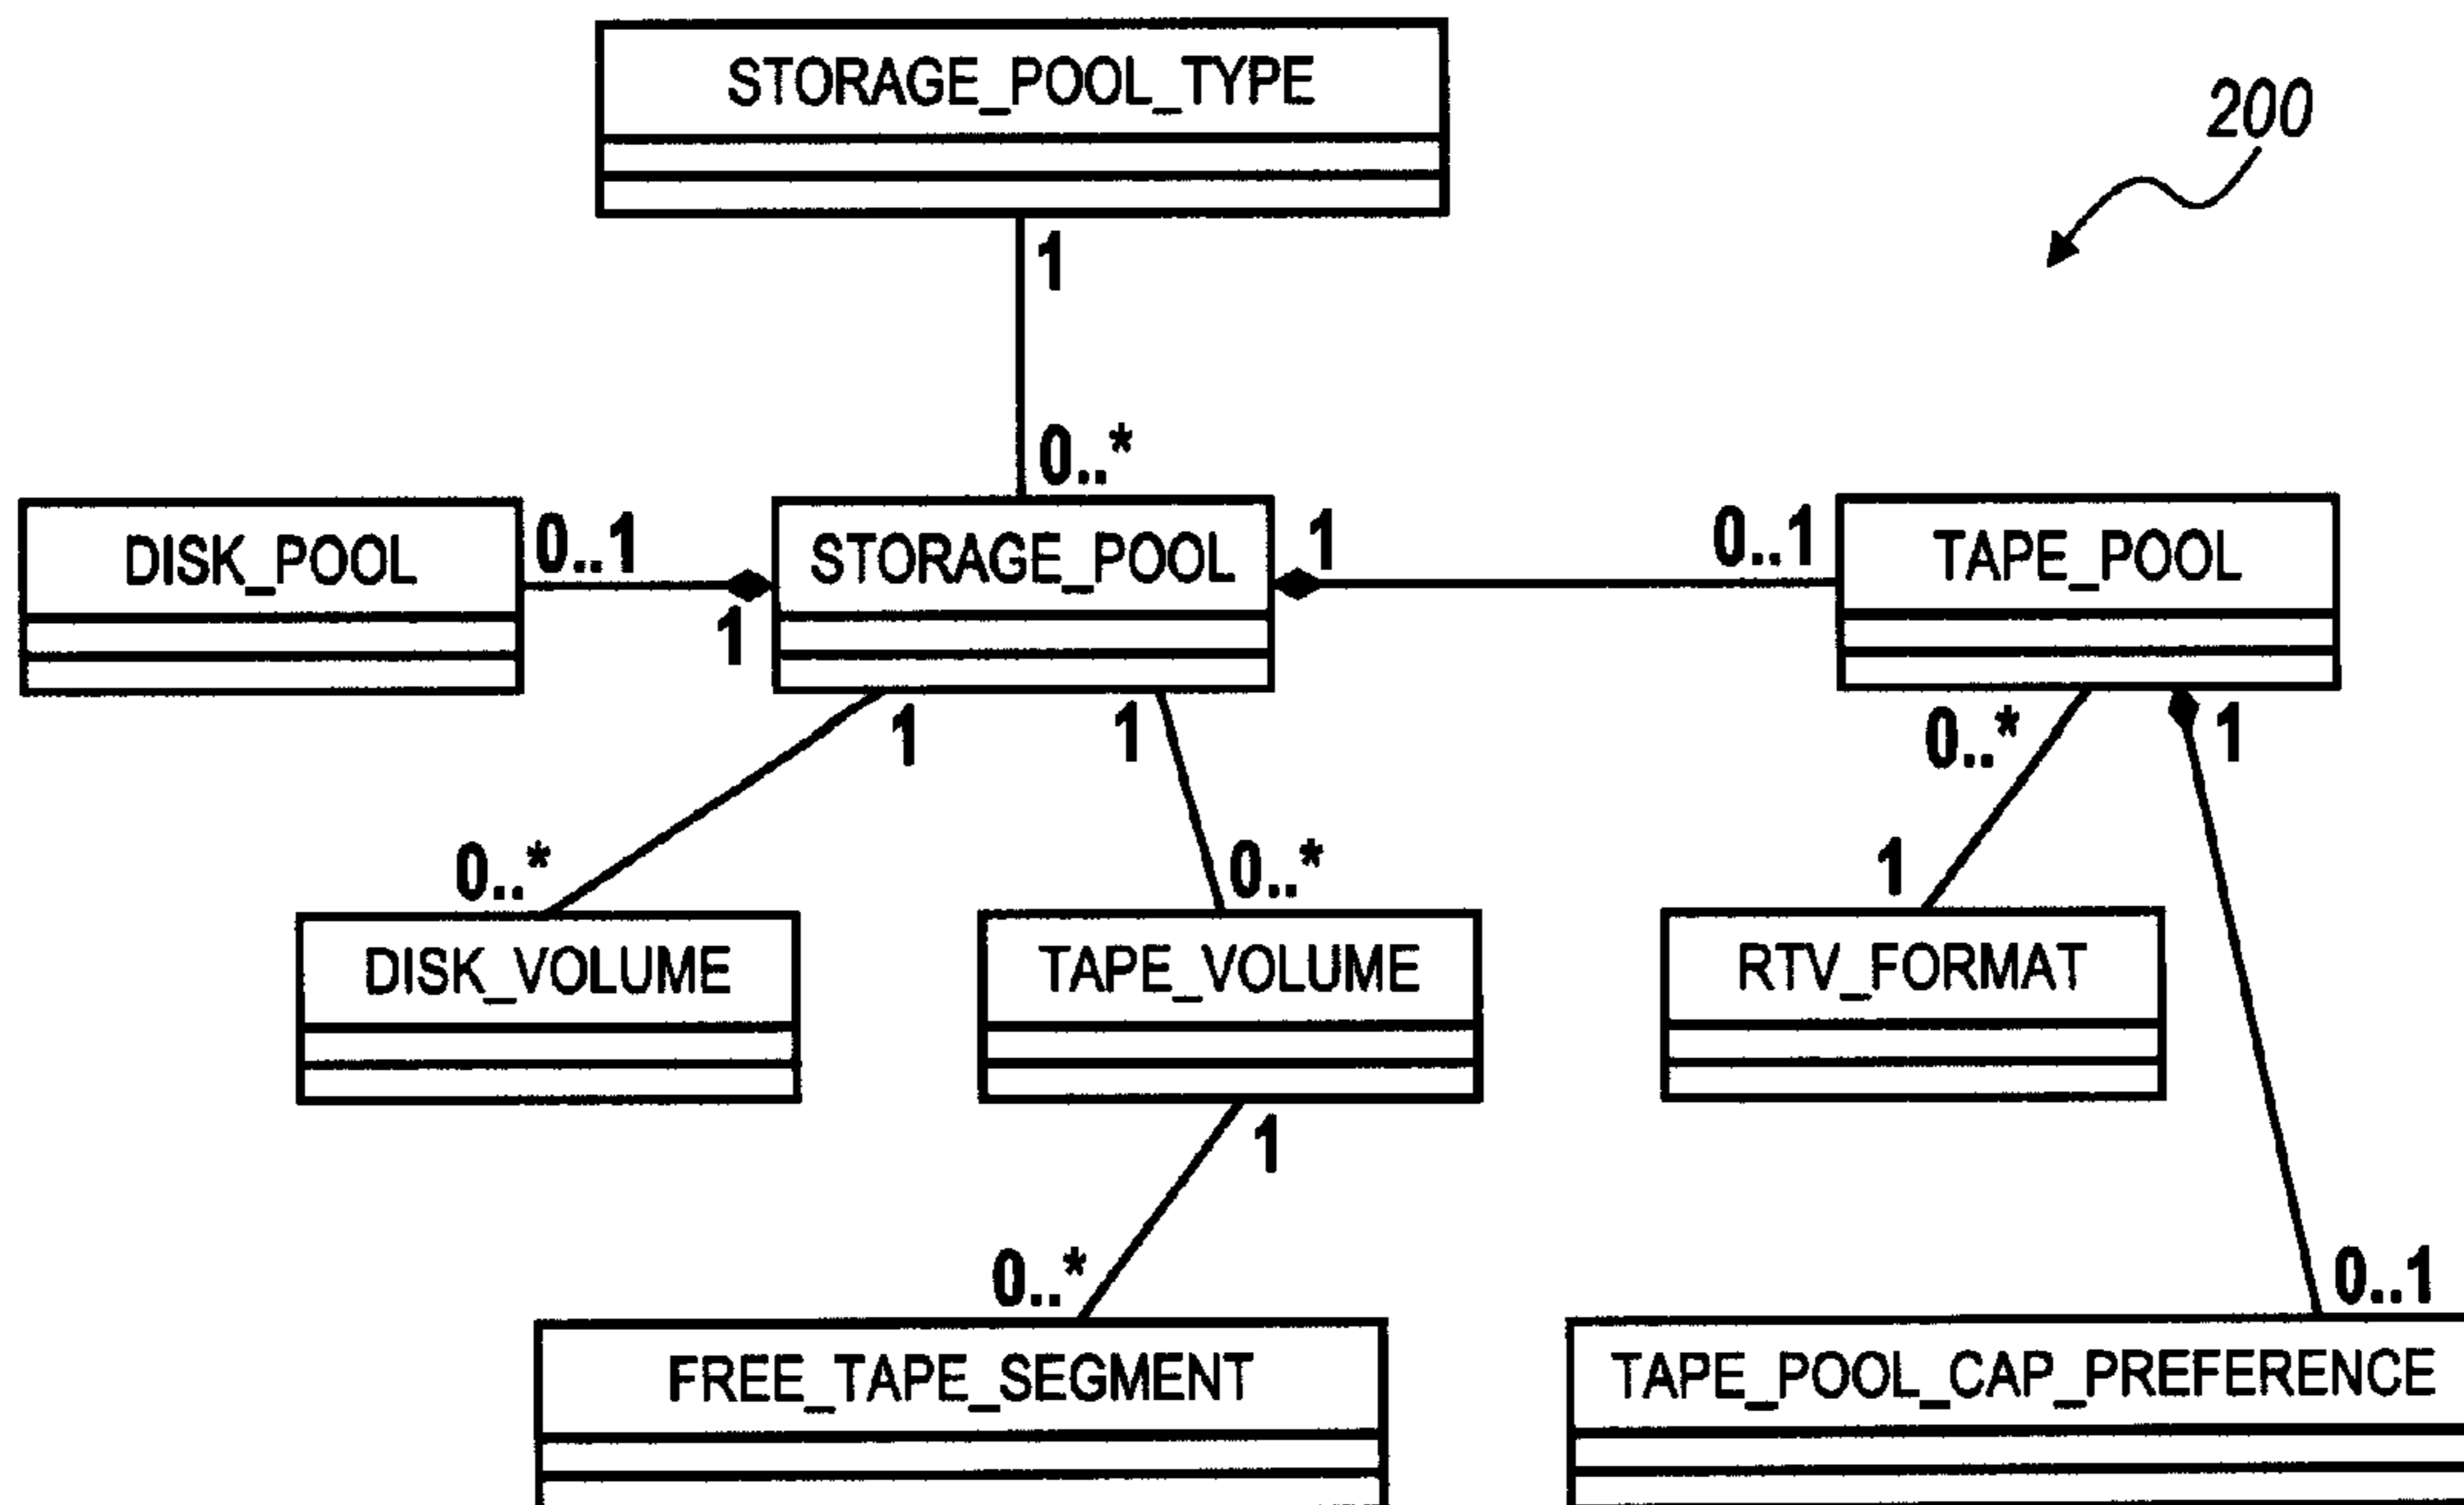 STORAGE_POOL_TYPE
200
1
0..*
DISK_POOL
0..1
1
STORAGE_POOL
1
0..1
TAPE_POOL
1
1
0..*
1
0..*
0..*
1
DISK_VOLUME
TAPE_VOLUME
RTV_FORMAT
1
0..*
0..1
FREE_TAPE_SEGMENT
TAPE_POOL_CAP_PREFERENCE